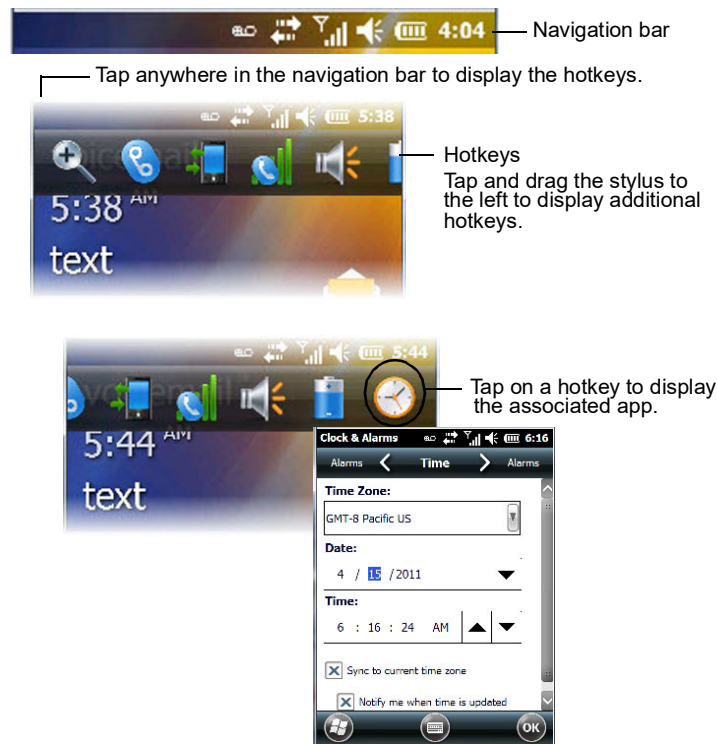 4:04
Navigation bar
Tap anywhere in the navigation bar to display the hotkeys.
5:38
5:38 AM
text
Hotkeys
Tap and drag the stylus to
the left to display additional
hotkeys.
5:44
voicemail
5:44 AM
text
Tap on a hotkey to display
the associated app.
Clock & Alarms 6:16
Alarms Time Alarms
Time Zone:
GMT-8 Pacific US
Date:
4 / 15 /2011
Time:
6 : 16 : 24 AM
Sync to current time zone
Notify me when time is updated
OK